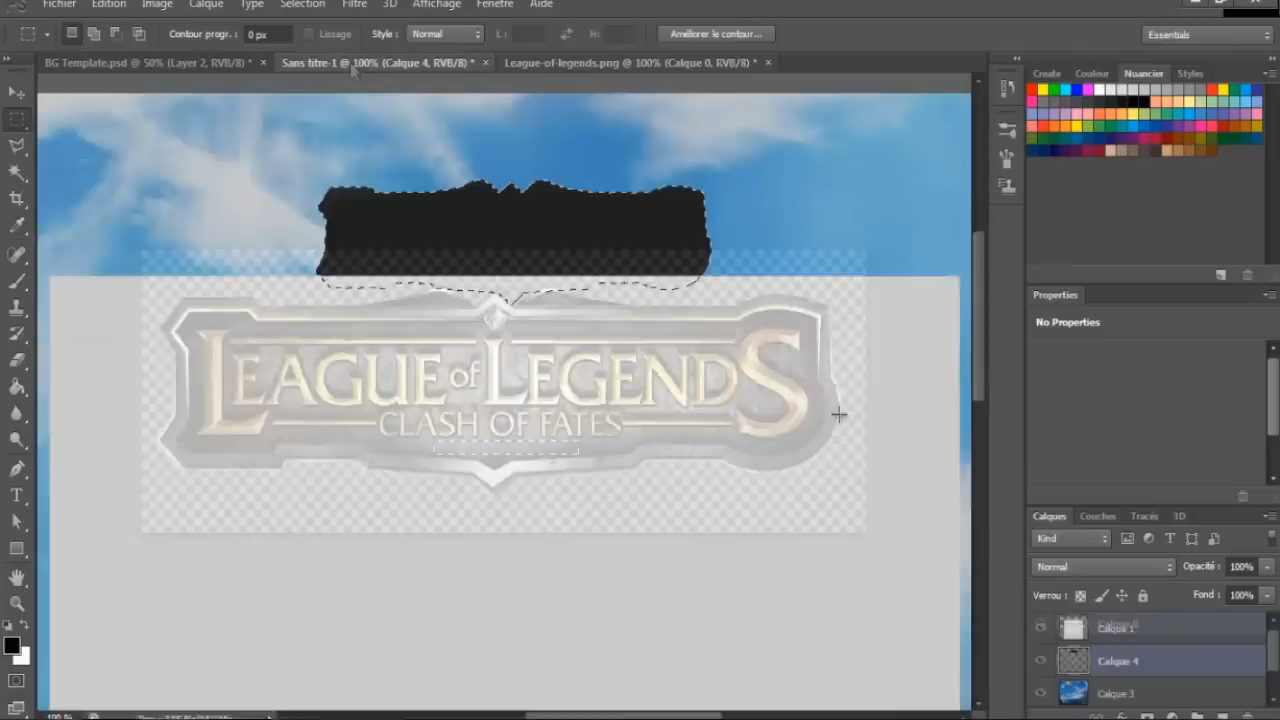 Fichier Edition Image Calque Type Sélection Filtre 3D Affichage Fenêtre Aide
Contour progr. : 0 px Lissage Style : Normal L : H : Améliorer le contour... Essentials
BG Template.psd @ 50% (Layer 2, RVB/8) * × Sans titre-1 @ 100% (Calque 4, RVB/8) * × League-of-legends.png @ 100% (Calque 0, RVB/8) * ×
Create Couleur Nuancier Styles
Properties
No Properties
LEAGUE of LEGENDS
CLASH OF FATES
Calques Couches Tracés 3D
Kind
Normal Opacité : 100%
Verrou : Fond : 100%
Calque 1
Calque 4
Calque 3
100 %